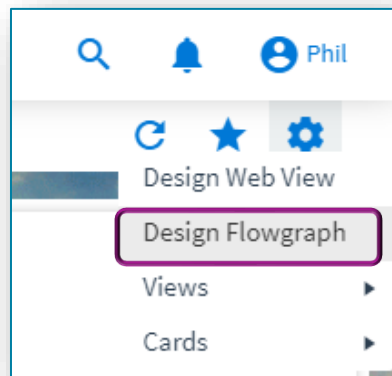 Phil
Design Web View
Design Flowgraph
Views
Cards